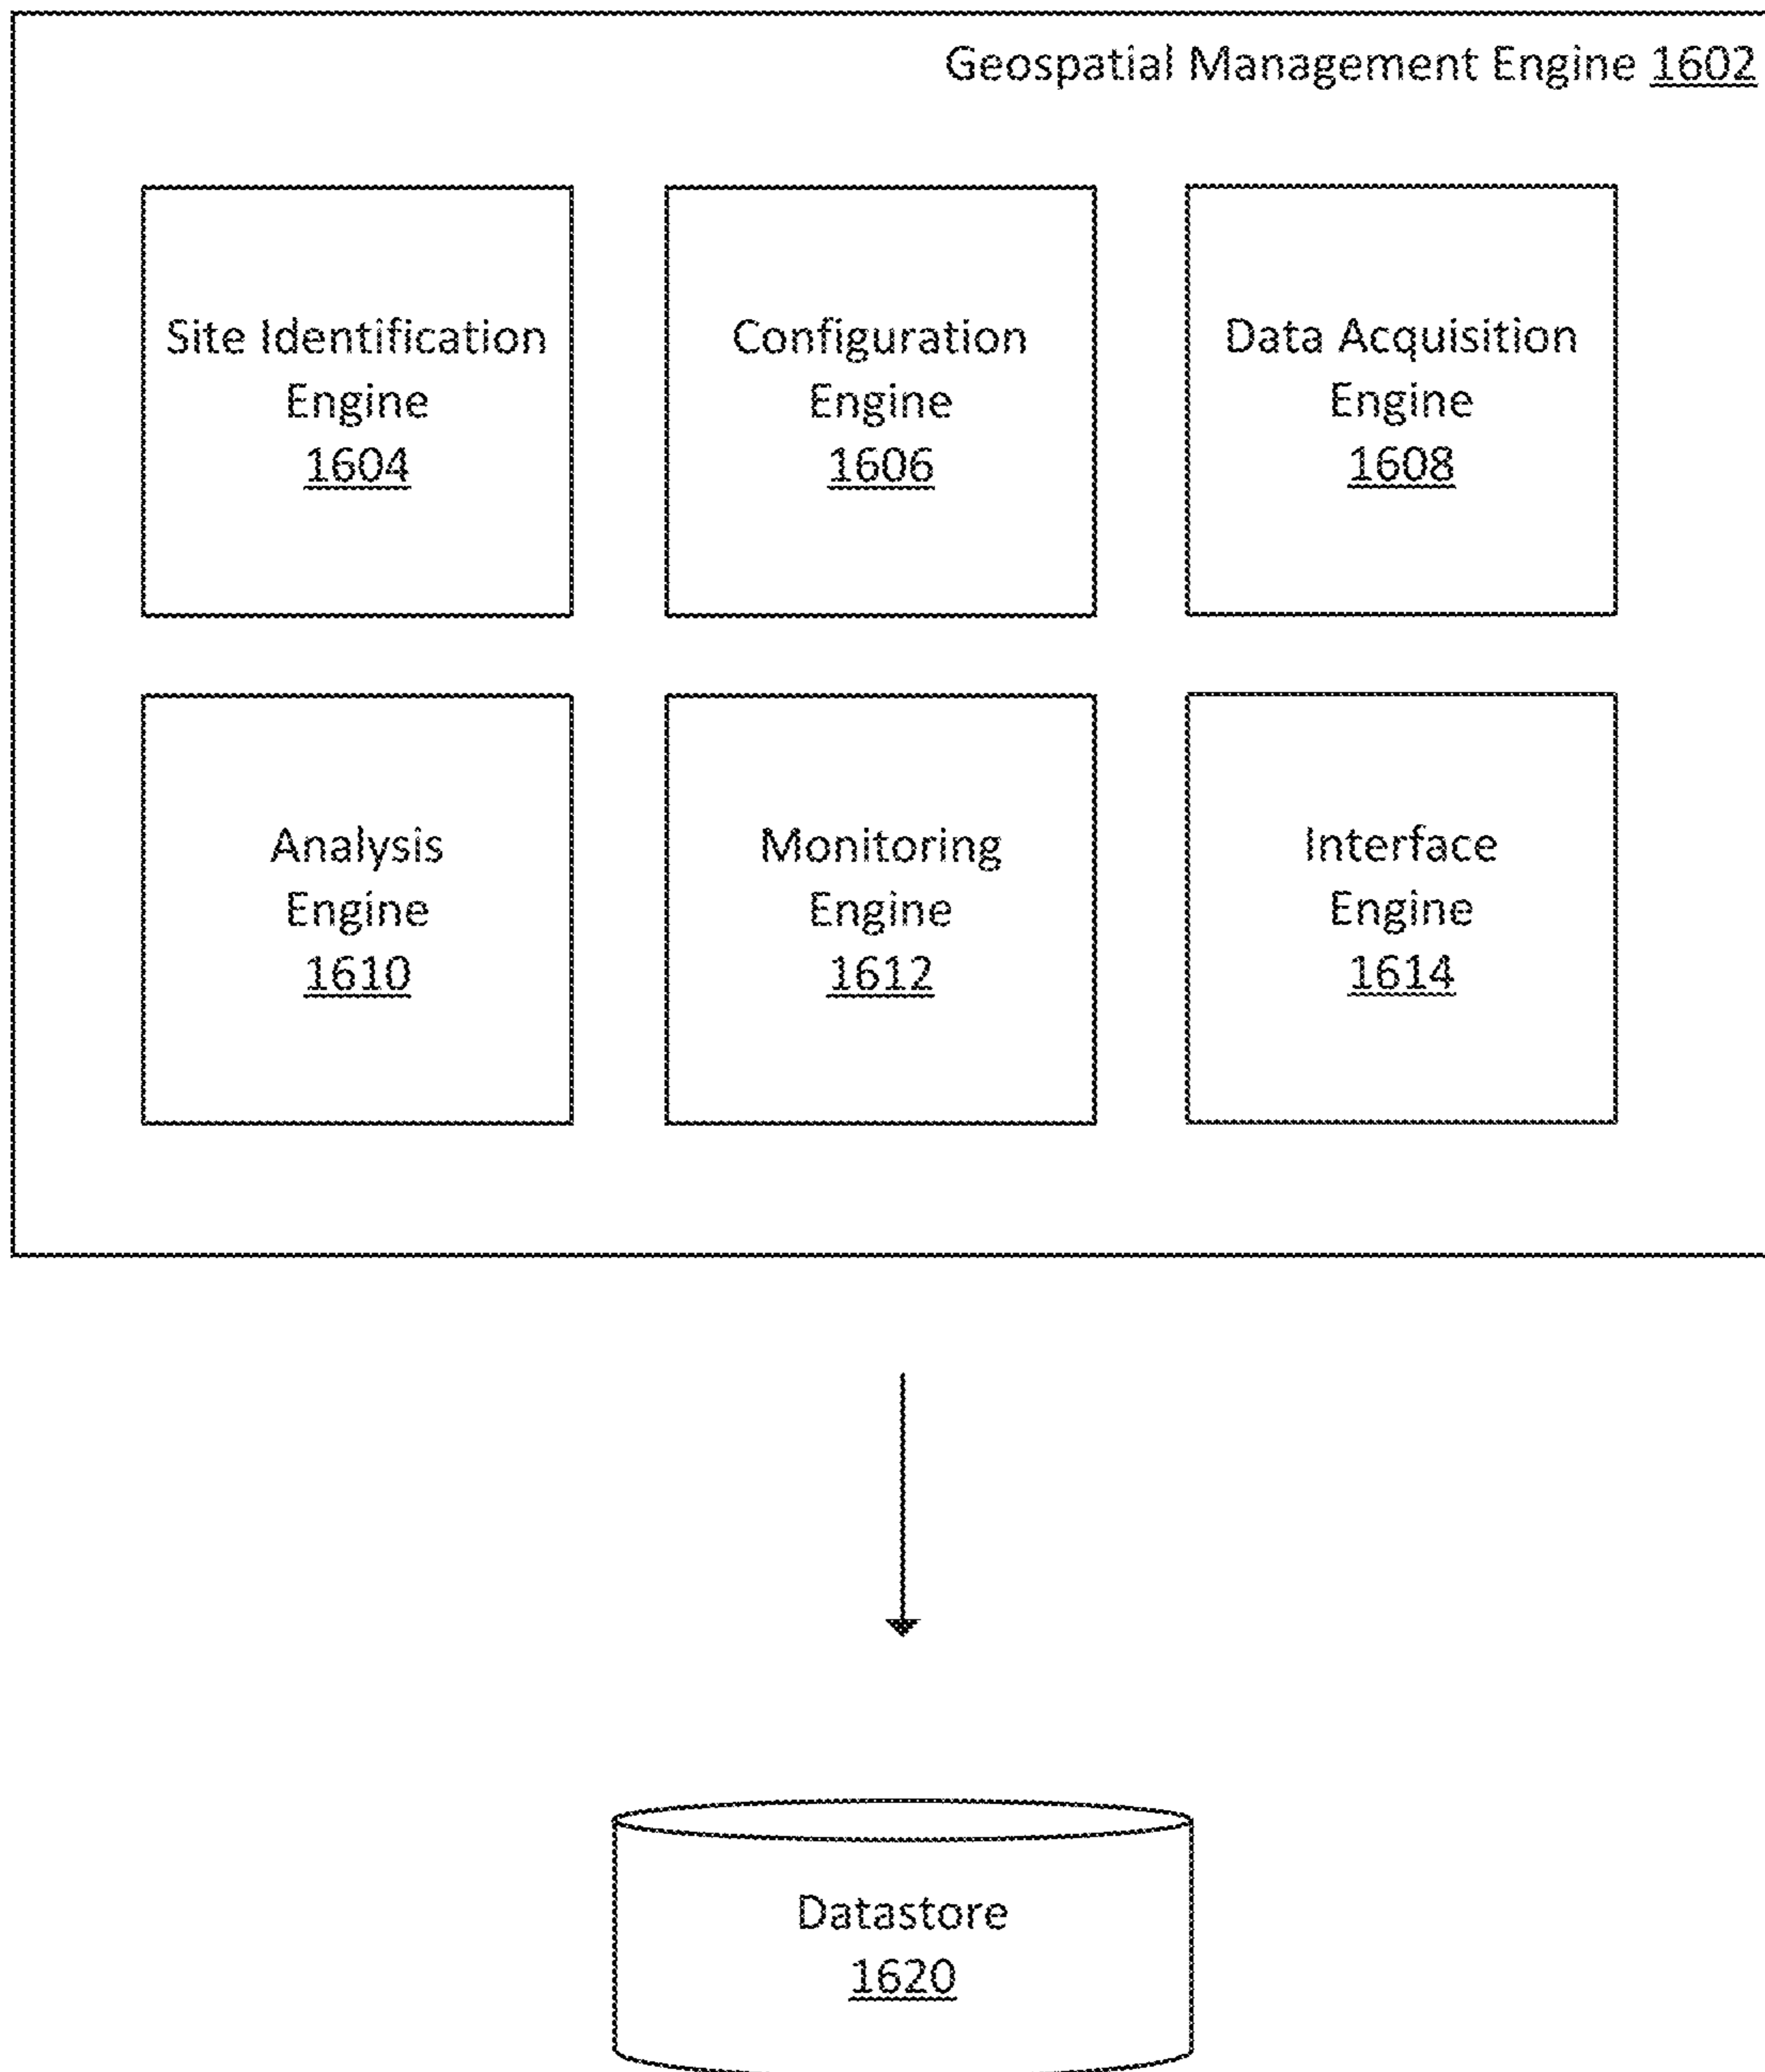 Geospatial Management Engine 1602
Site Identification
Engine
1604
Configuration
Engine
1606
Data Acquisition
Engine
1608
Analysis
Engine
1610
Monitoring
Engine
1612
Interface
Engine
1614
Datastore
1620